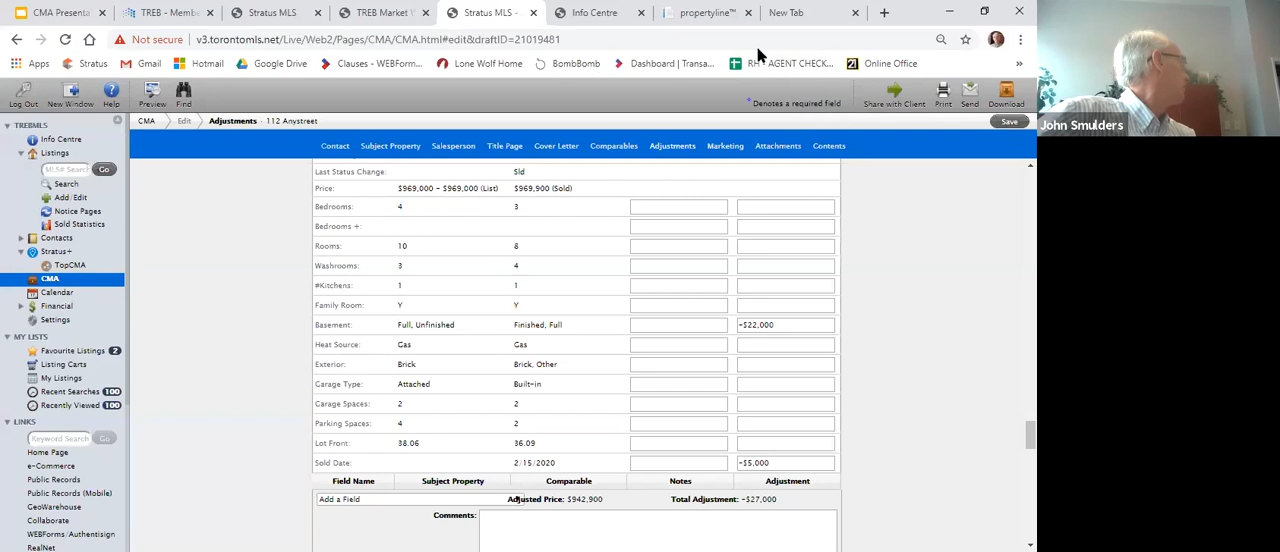 CMA Presenta
TREB - Memb
Stratus MLS
TREB Market W
Stratus MLS -
Info Centre
propertyline™
New Tab
Not secure
v3.torontomls.net/Live/Web2/Pages/CMA/CMA.html#edit&draftID=21019481
Apps
Stratus
Gmail
Hotmail
Google Drive
Clauses - WEBForm...
Lone Wolf Home
BombBomb
Dashboard | Transa...
RH - AGENT CHECK...
Online Office
»
Log Out
New Window
Help
Preview
Find
*Denotes a required field
Share with Client
Print
Send
Download
John Smulders
TREBMLS
CMA
Edit
Adjustments - 112 Anystreet
Save
Info Centre
Listings
MLS# Search
Go
Search
Add/Edit
Notice Pages
Sold Statistics
Contacts
Stratus+
TopCMA
CMA
Calendar
Financial
Settings
MY LISTS
Favourite Listings 2
Listing Carts
My Listings
Recent Searches 100
Recently Viewed 100
LINKS
Keyword Search
Go
Home Page
e-Commerce
Public Records
Public Records (Mobile)
GeoWarehouse
Collaborate
WEBForms/Authentisign
RealNet
Contact
Subject Property
Salesperson
Title Page
Cover Letter
Comparables
Adjustments
Marketing
Attachments
Contents
Last Status Change: Sld
Price: $969,000 - $969,000 (List) $969,900 (Sold)
Bedrooms: 4 3
Bedrooms +:
Rooms: 10 8
Washrooms: 3 4
#Kitchens: 1 1
Family Room: Y Y
Basement: Full, Unfinished Finished, Full -$22,000
Heat Source: Gas Gas
Exterior: Brick Brick, Other
Garage Type: Attached Built-in
Garage Spaces: 2 2
Parking Spaces: 4 2
Lot Front: 38.06 36.09
Sold Date: 2/15/2020 -$5,000
Field Name Subject Property Comparable Notes Adjustment
Add a Field Adjusted Price: $942,900 Total Adjustment: -$27,000
Comments: